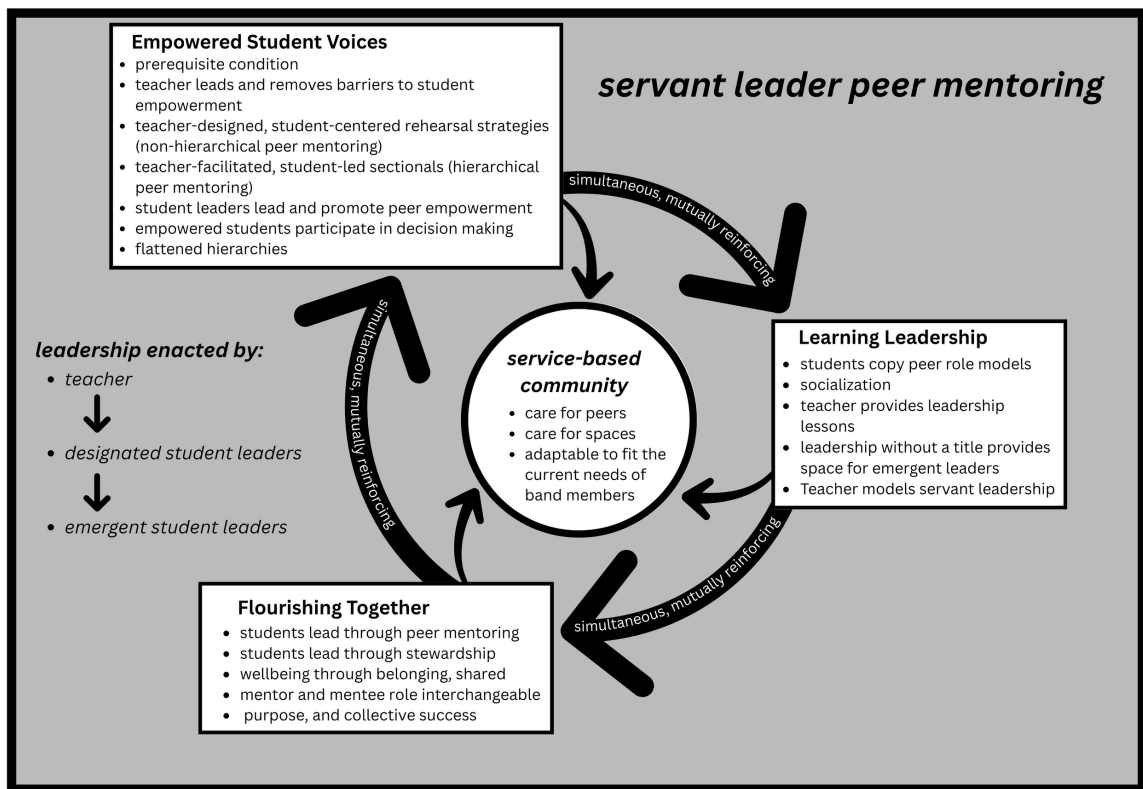 servant leader peer mentoring
Empowered Student Voices
• prerequisite condition
• teacher leads and removes barriers to student
empowerment
• teacher-designed, student-centered rehearsal strategies
(non-hierarchical peer mentoring)
• teacher-facilitated, student-led sectionals (hierarchical
peer mentoring)
• student leaders lead and promote peer empowerment
• empowered students participate in decision making
• flattened hierarchies
simultaneous, mutually reinforcing
Learning Leadership
• students copy peer role models
• socialization
• teacher provides leadership
lessons
• leadership without a title provides
space for emergent leaders
• Teacher models servant leadership
simultaneous, mutually reinforcing
Flourishing Together
• students lead through peer mentoring
• students lead through stewardship
• wellbeing through belonging, shared
• mentor and mentee role interchangeable
• purpose, and collective success
simultaneous, mutually reinforcing
service-based
community
• care for peers
• care for spaces
• adaptable to fit the
current needs of
band members
leadership enacted by:
• teacher
• designated student leaders
• emergent student leaders